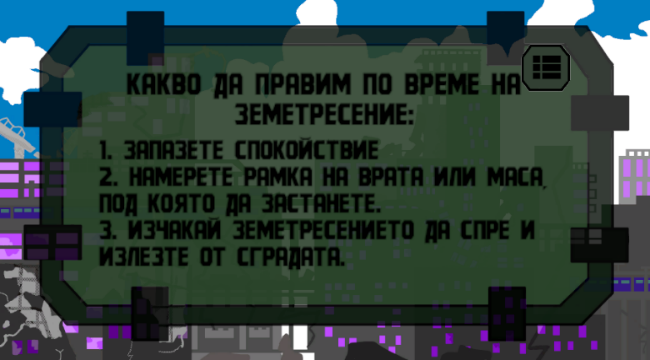 КАКВО ДА ПРАВИМ ПО ВРЕМЕ НА
ЗЕМЕТРЕСЕНИЕ:
1. ЗАПАЗЕТЕ СПОКОЙСТВИЕ
2. НАМЕРЕТЕ РАМКА НА ВРАТА ИЛИ МАСА,
ПОД КОЯТО ДА ЗАСТАНЕТЕ.
3. ИЗЧАКАЙ ЗЕМЕТРЕСЕНИЕТО ДА СПРЕ И
ИЗЛЕЗТЕ ОТ СГРАДАТА.